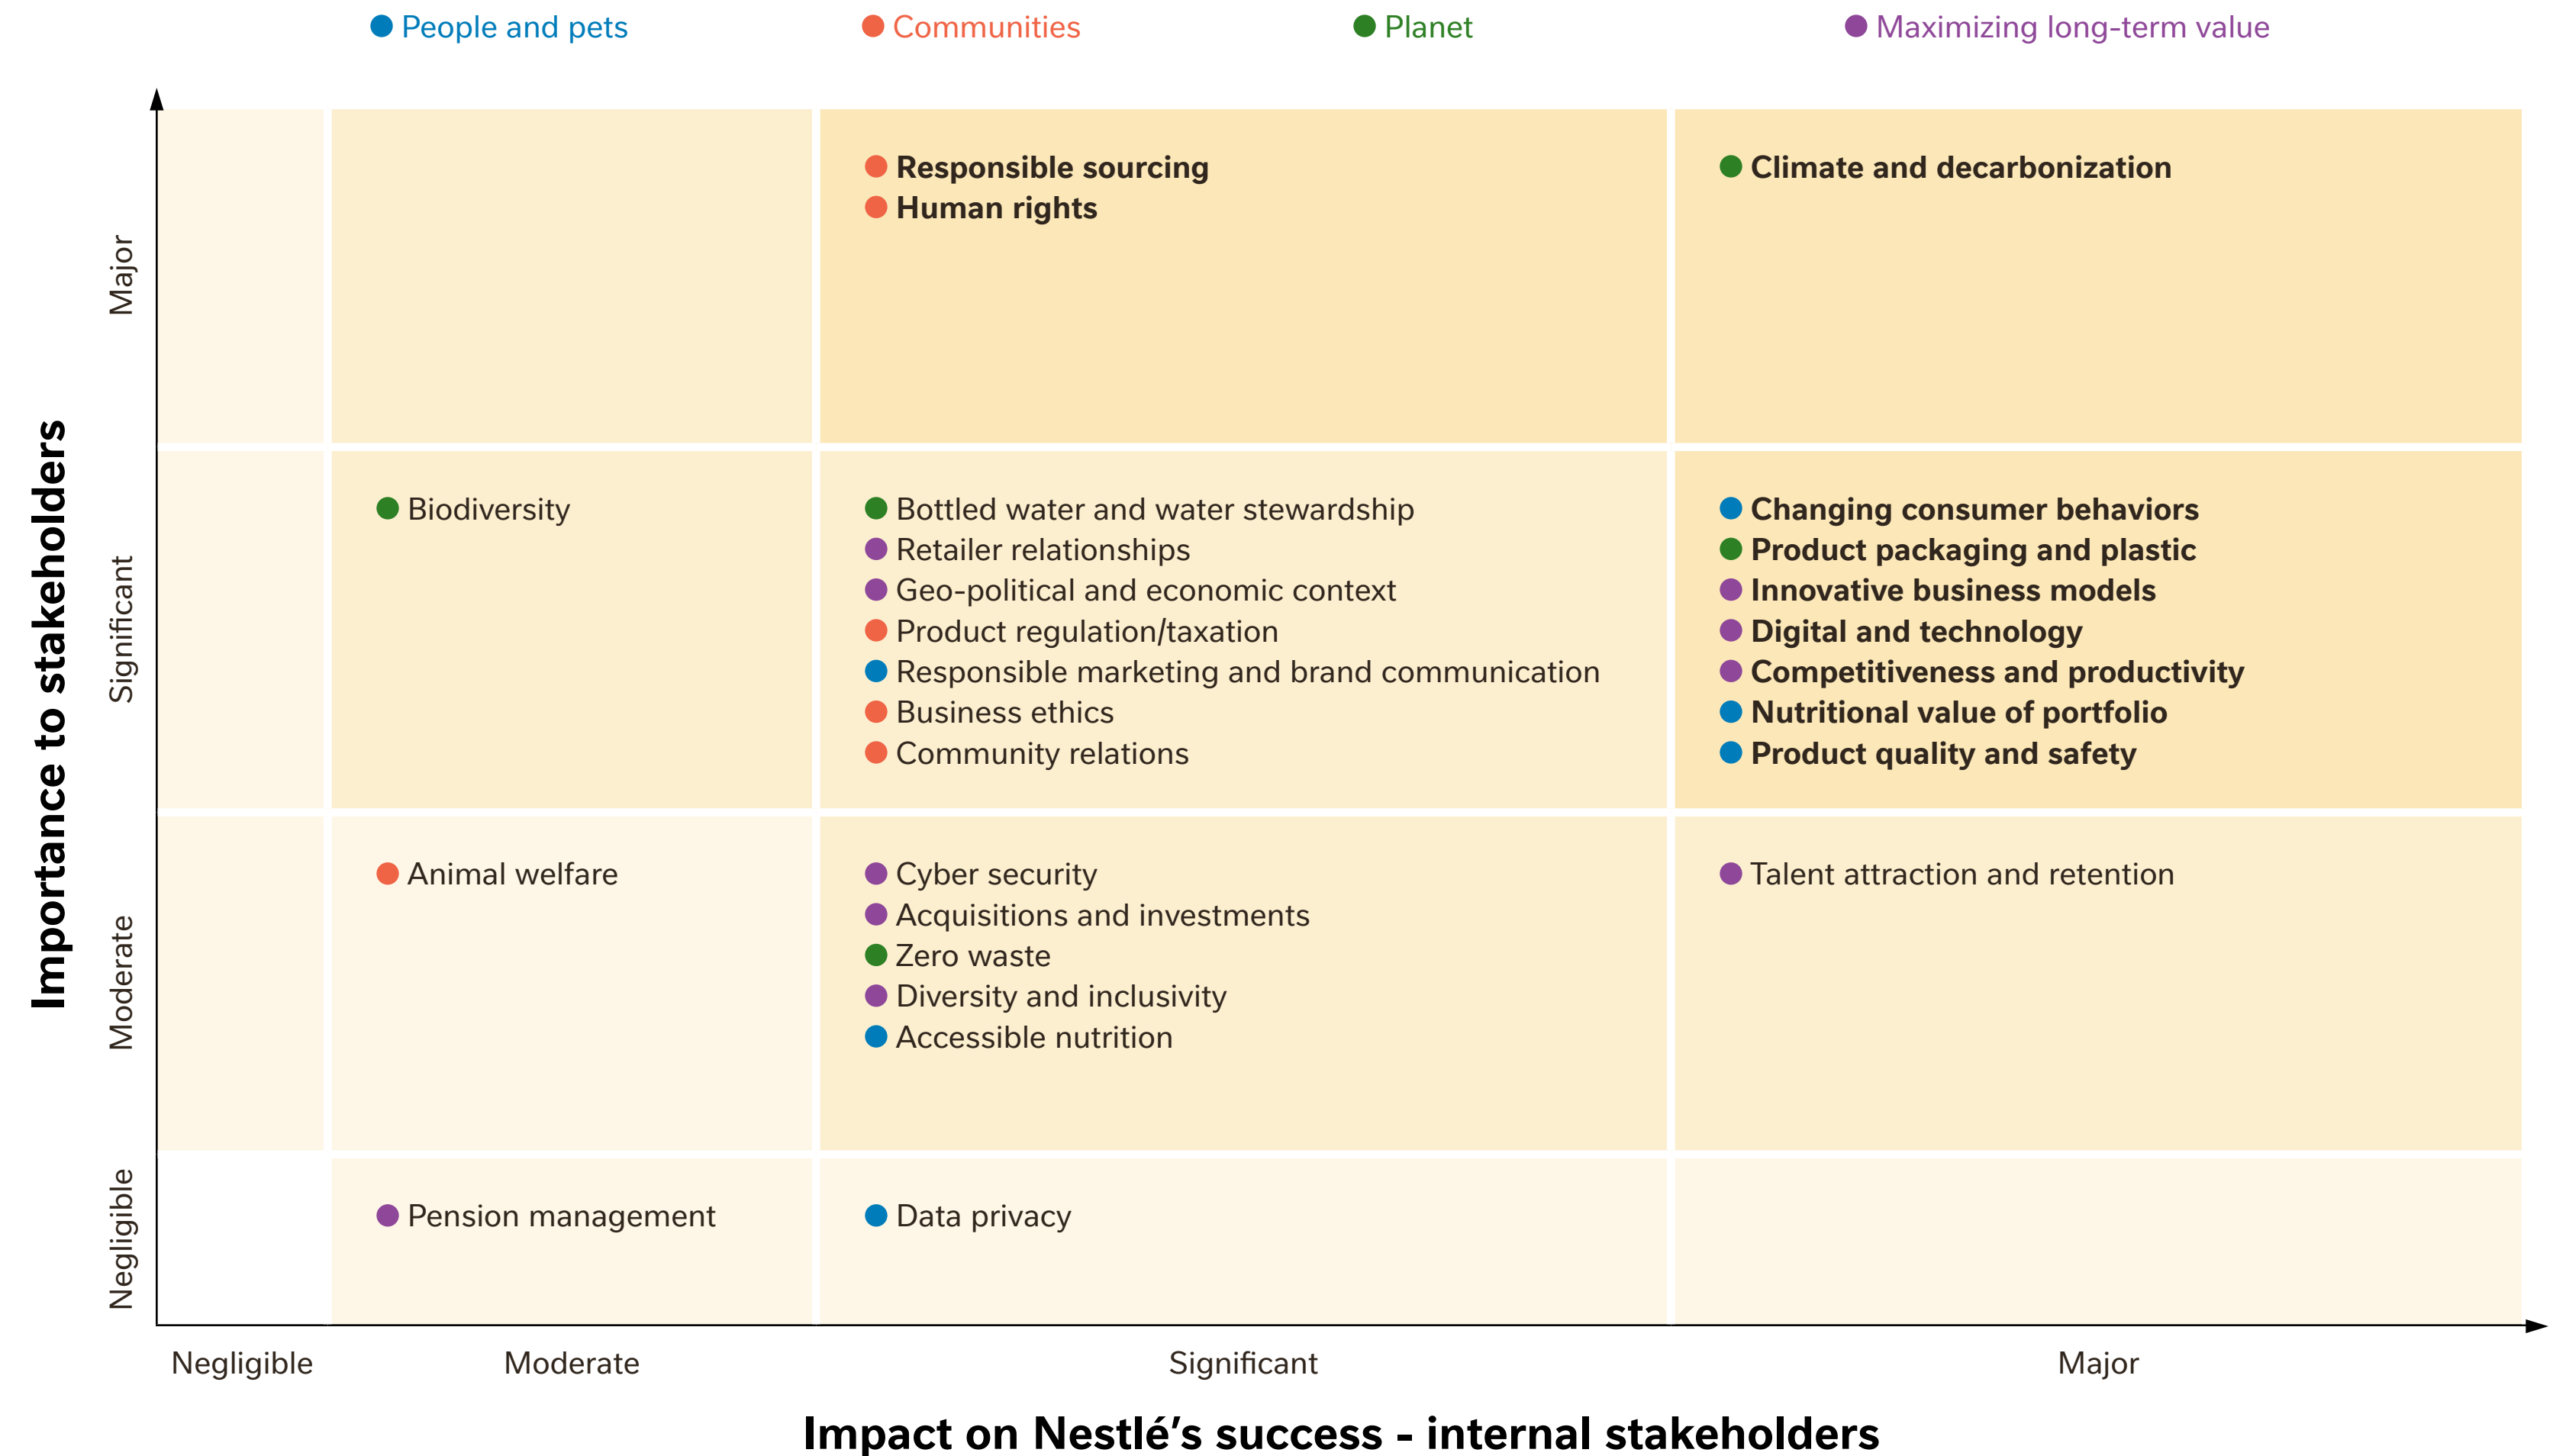 People and pets
Communities
Planet
Maximizing long-term value
Importance to stakeholders
Major
Responsible sourcing
Human rights
Climate and decarbonization
Significant
Biodiversity
Bottled water and water stewardship
Retailer relationships
Geo-political and economic context
Product regulation/taxation
Responsible marketing and brand communication
Business ethics
Community relations
Changing consumer behaviors
Product packaging and plastic
Innovative business models
Digital and technology
Competitiveness and productivity
Nutritional value of portfolio
Product quality and safety
Moderate
Animal welfare
Cyber security
Acquisitions and investments
Zero waste
Diversity and inclusivity
Accessible nutrition
Talent attraction and retention
Negligible
Pension management
Data privacy
Negligible
Moderate
Significant
Major
Impact on Nestlé’s success - internal stakeholders